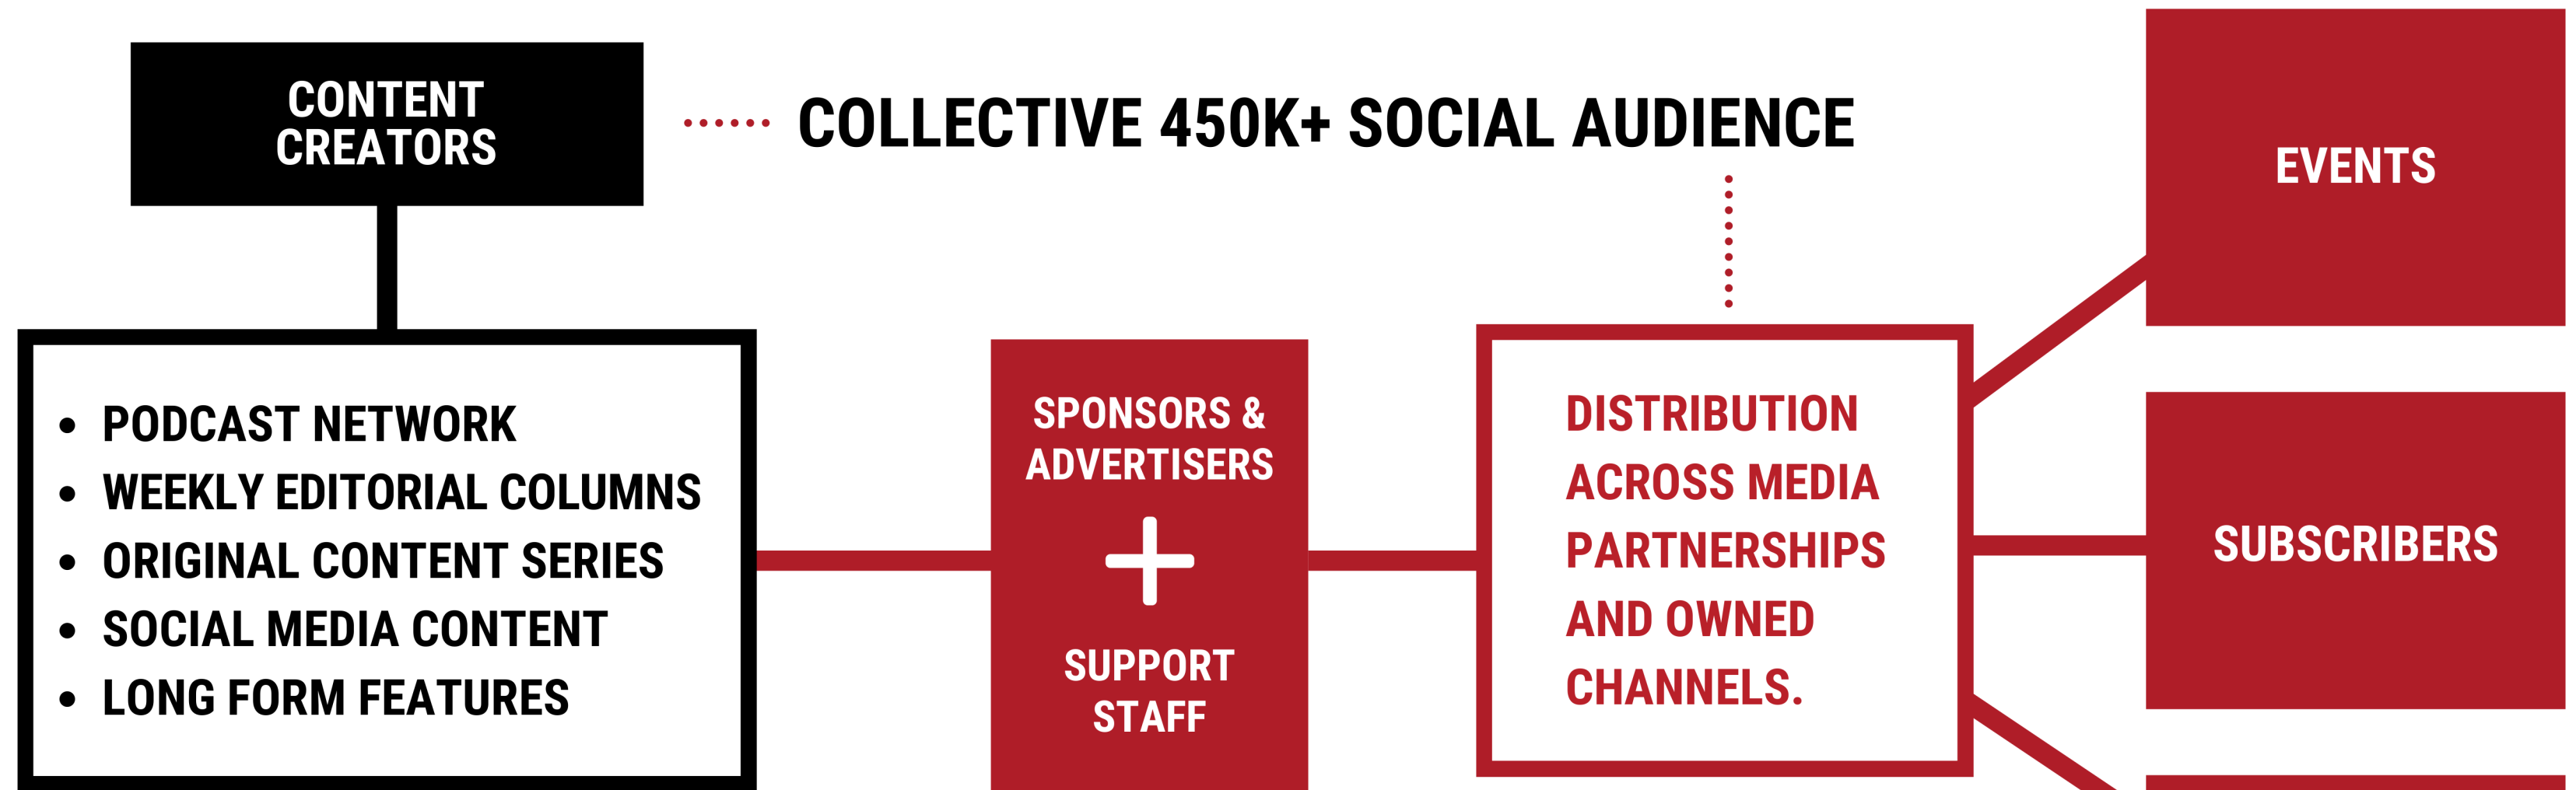 CONTENT
CREATORS
COLLECTIVE 450K+ SOCIAL AUDIENCE
EVENTS
• PODCAST NETWORK
• WEEKLY EDITORIAL COLUMNS
• ORIGINAL CONTENT SERIES
• SOCIAL MEDIA CONTENT
• LONG FORM FEATURES
SPONSORS &
ADVERTISERS
+
SUPPORT
STAFF
DISTRIBUTION
ACROSS MEDIA
PARTNERSHIPS
AND OWNED
CHANNELS.
SUBSCRIBERS